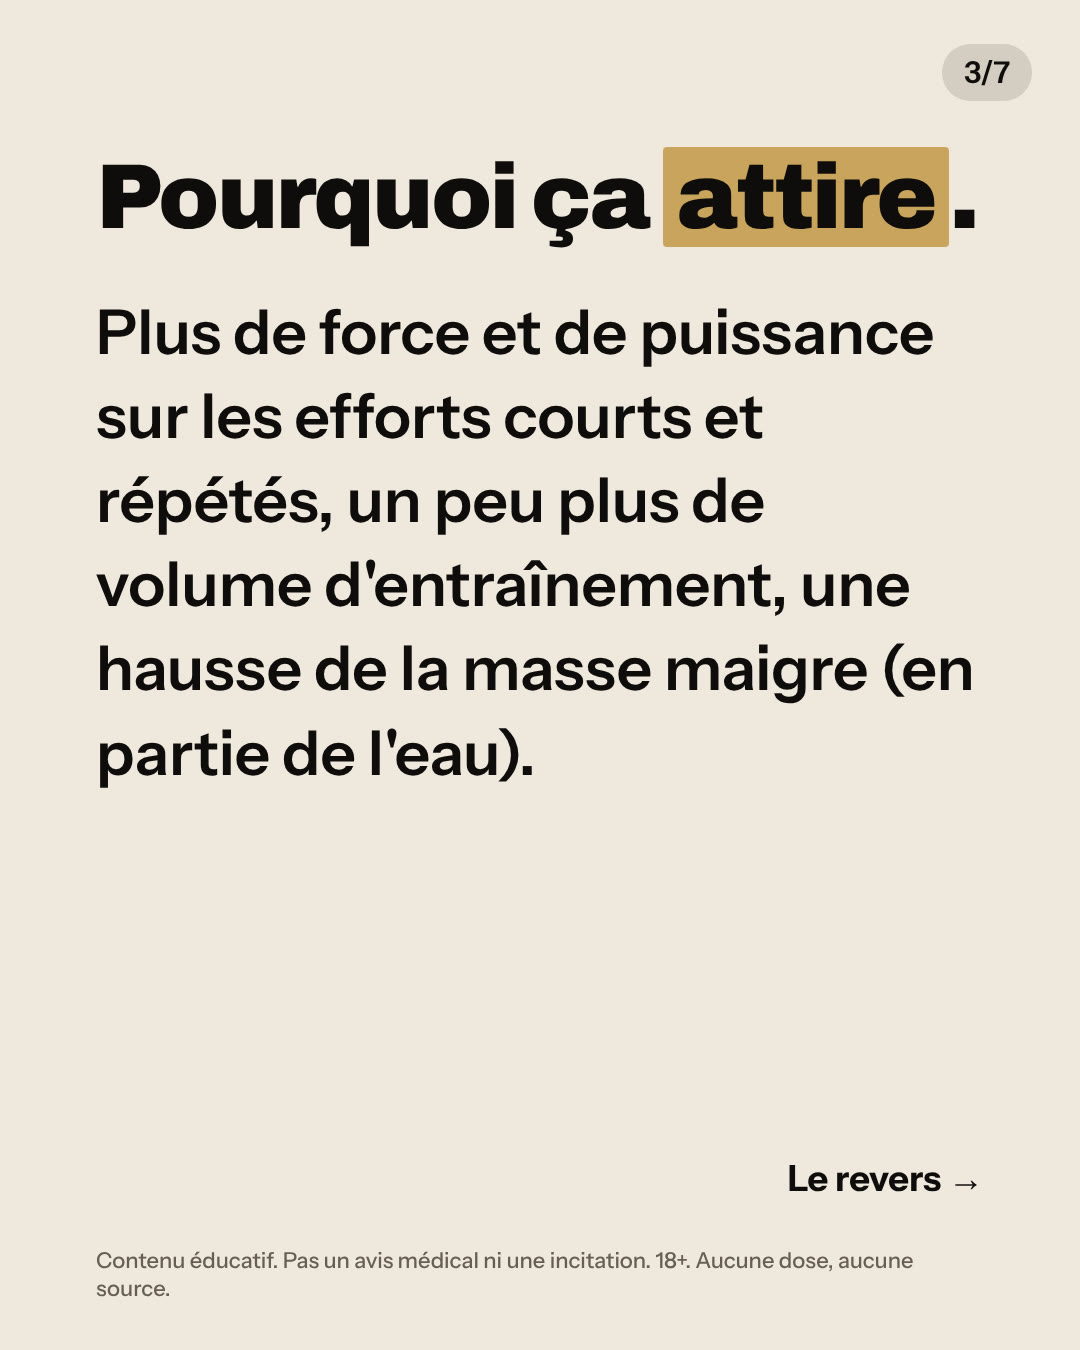 3/7
Pourquoi ça attire.
Plus de force et de puissance
sur les efforts courts et
répétés, un peu plus de
volume d'entraînement, une
hausse de la masse maigre (en
partie de l'eau).
Le revers →
Contenu éducatif. Pas un avis médical ni une incitation. 18+. Aucune dose, aucune
source.